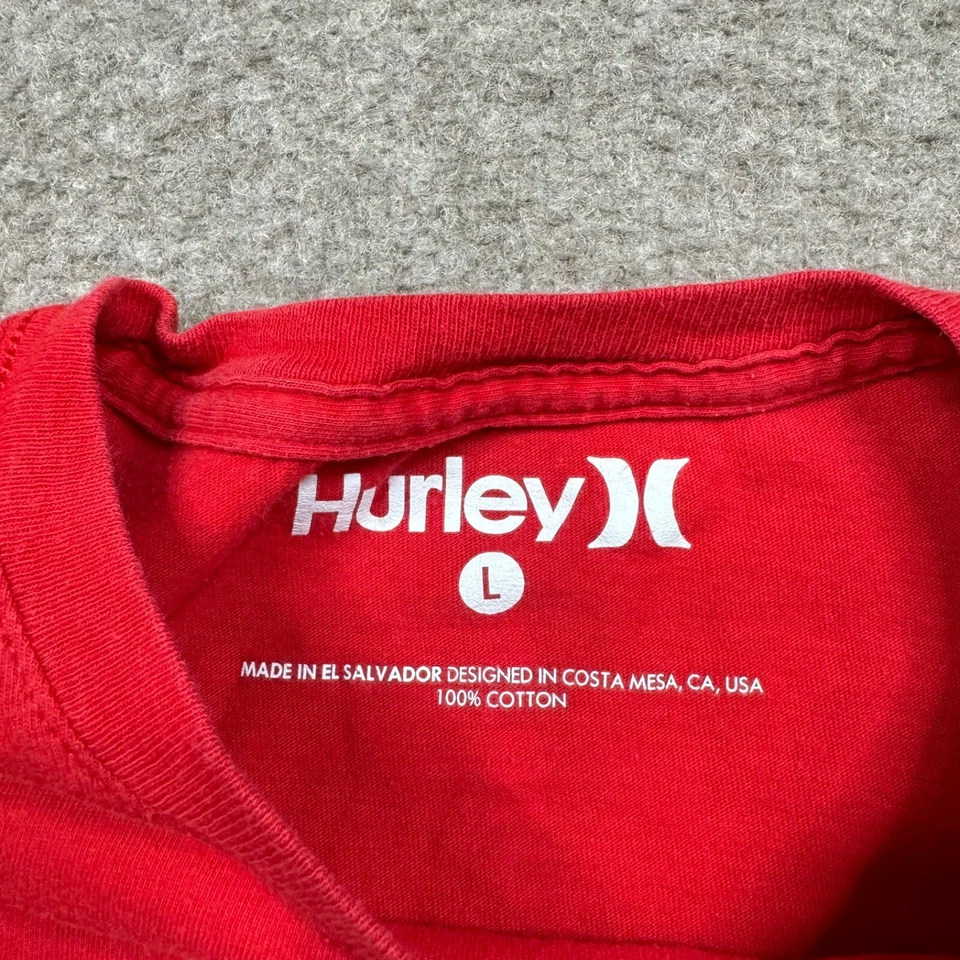 Hurley
L
MADE IN EL SALVADOR DESIGNED IN COSTA MESA, CA, USA
100% COTTON